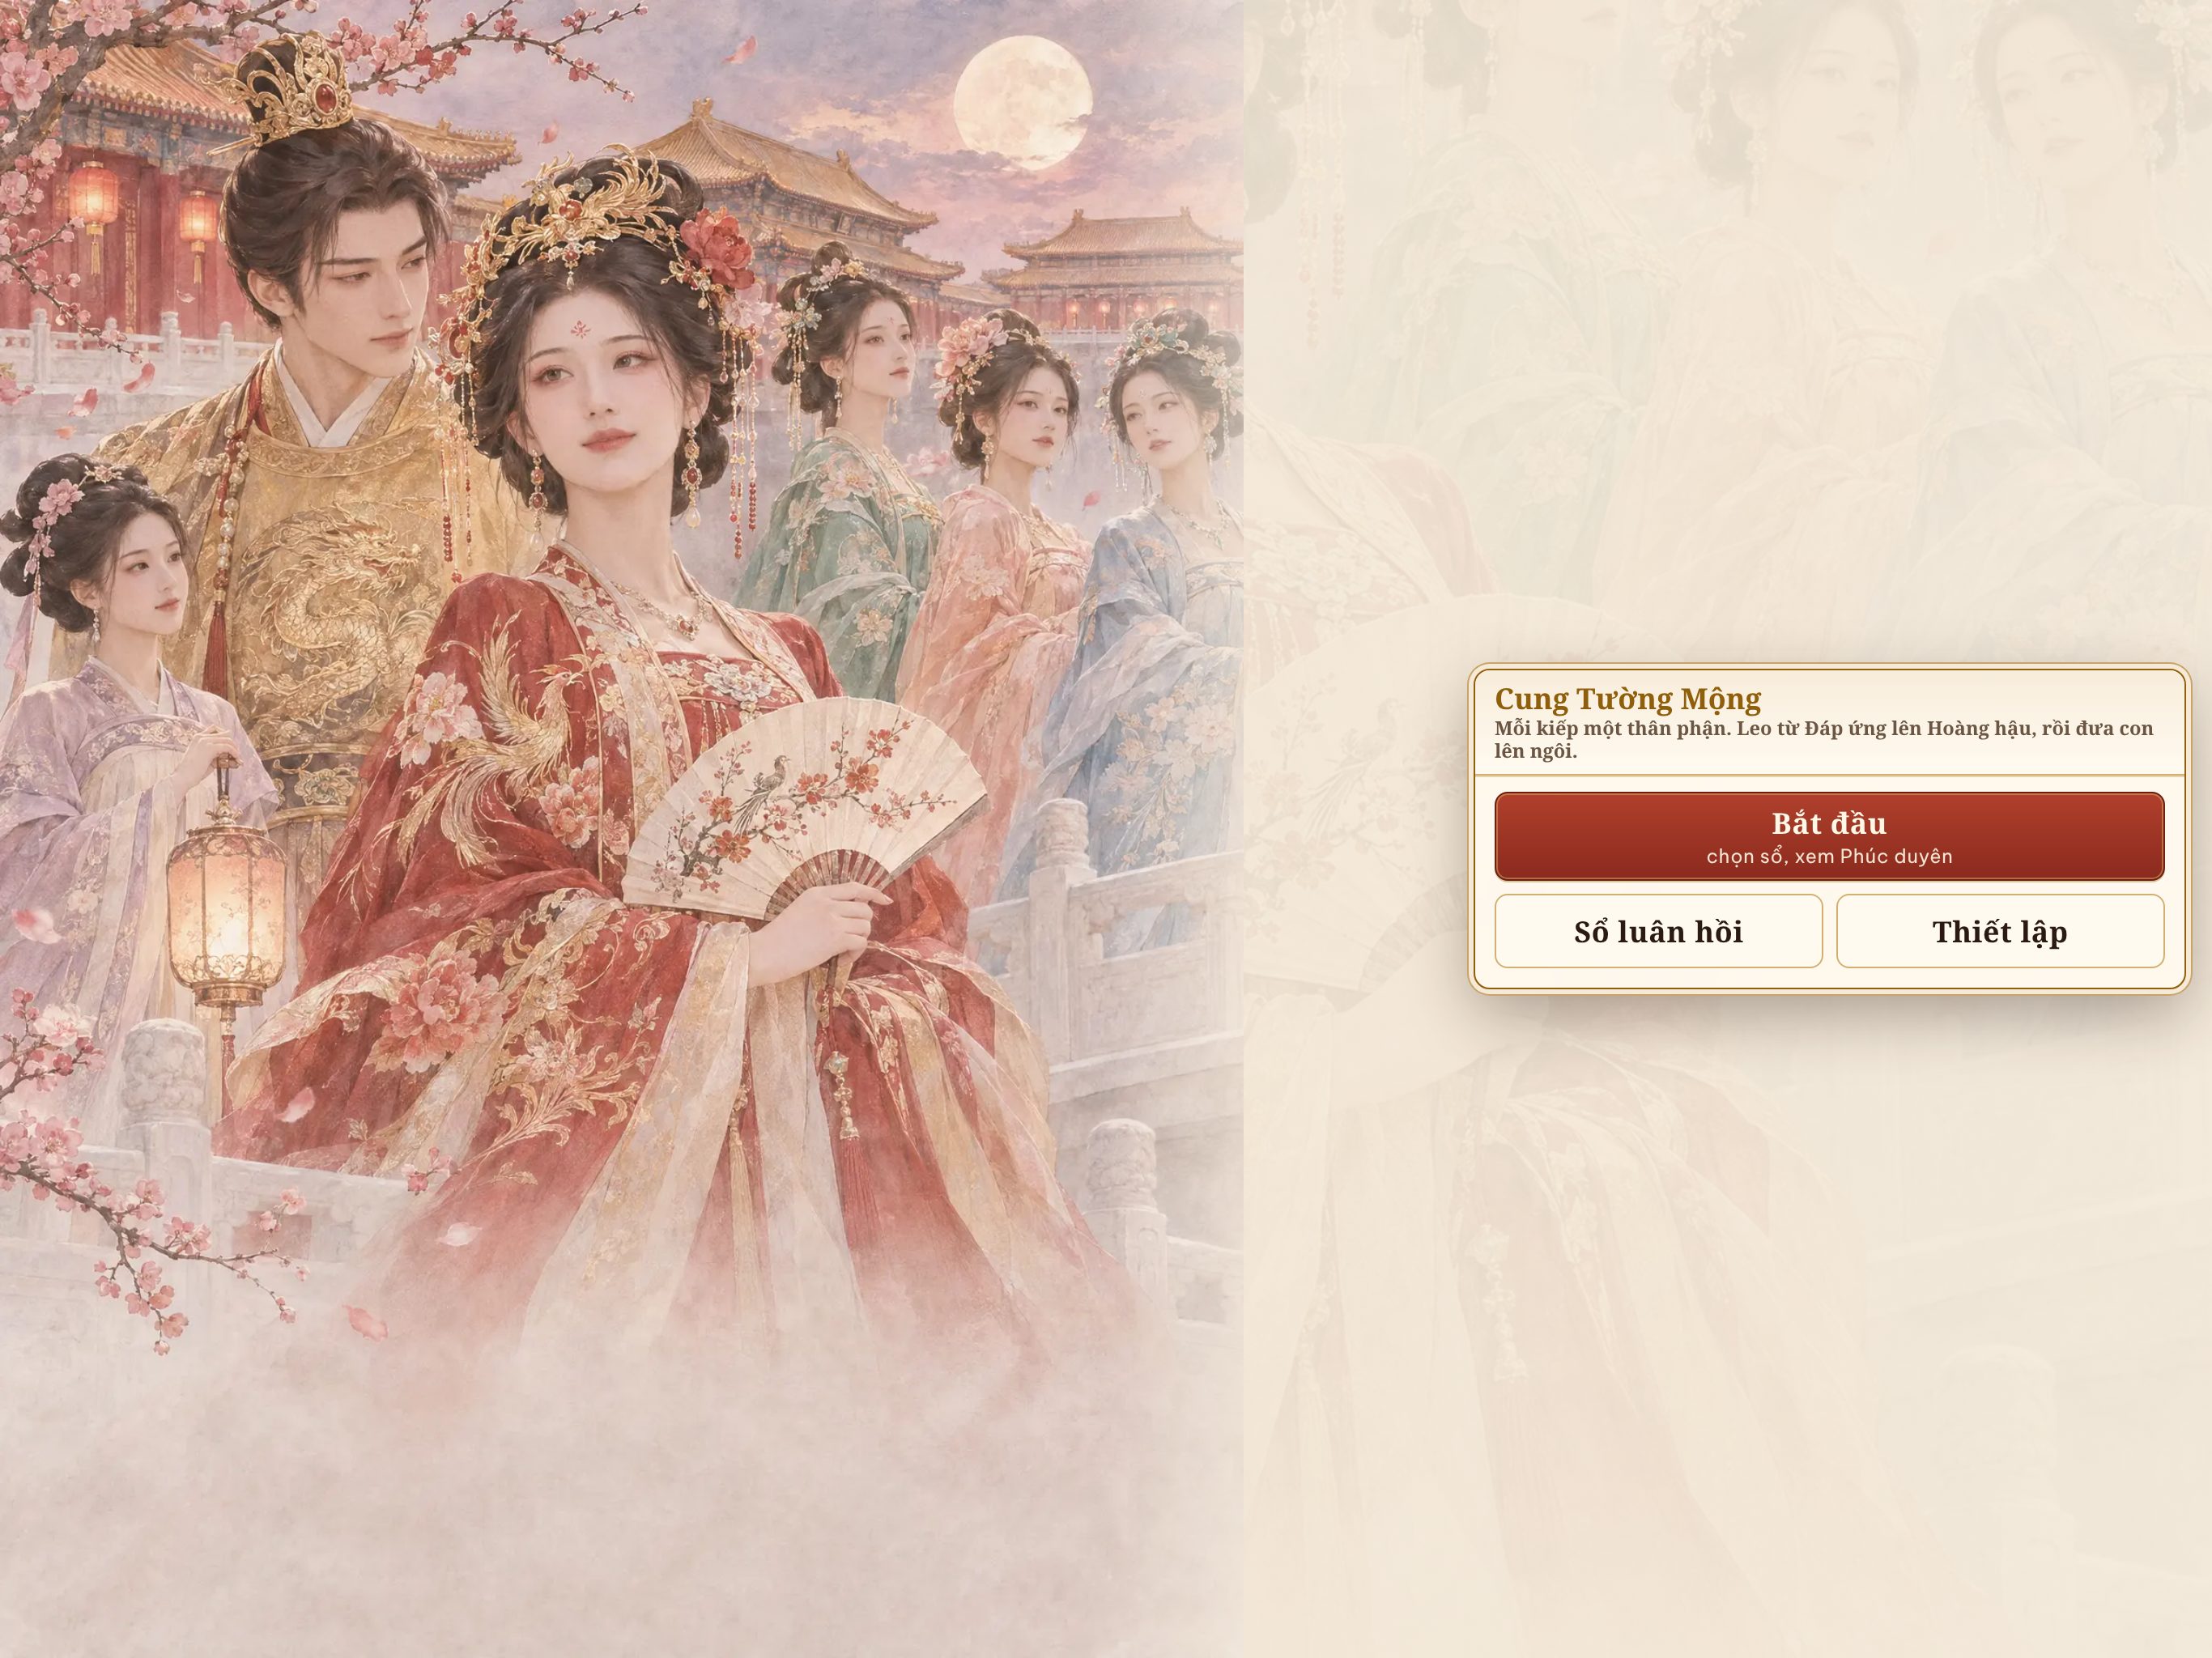 Cung Tường Mộng
Mỗi kiếp một thân phận. Leo từ Đáp ứng lên Hoàng hậu, rồi đưa con
lên ngôi.
Bắt đầu
chọn sổ, xem Phúc duyên
Sổ luân hồi
Thiết lập